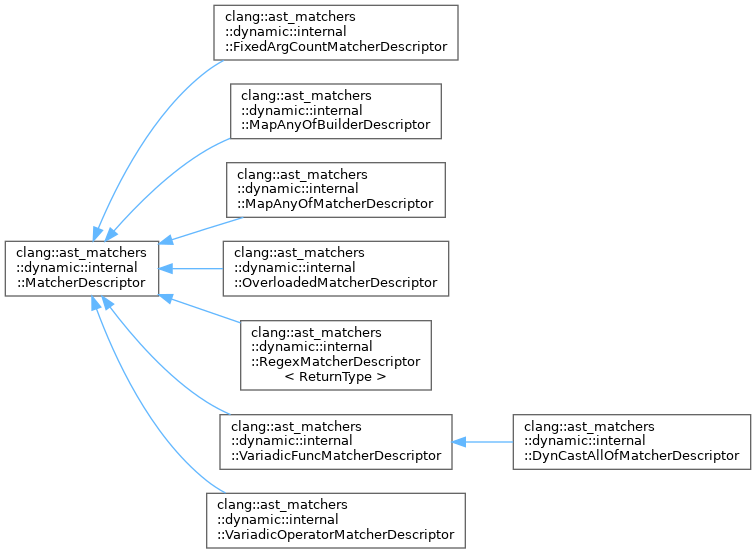 clang::ast_matchers
::dynamic::internal
::FixedArgCountMatcherDescriptor
clang::ast_matchers
::dynamic::internal
::MapAnyOfBuilderDescriptor
clang::ast_matchers
::dynamic::internal
::MapAnyOfMatcherDescriptor
clang::ast_matchers
::dynamic::internal
::MatcherDescriptor
clang::ast_matchers
::dynamic::internal
::OverloadedMatcherDescriptor
clang::ast_matchers
::dynamic::internal
::RegexMatcherDescriptor
< ReturnType >
clang::ast_matchers
::dynamic::internal
::VariadicFuncMatcherDescriptor
clang::ast_matchers
::dynamic::internal
::DynCastAllOfMatcherDescriptor
clang::ast_matchers
::dynamic::internal
::VariadicOperatorMatcherDescriptor